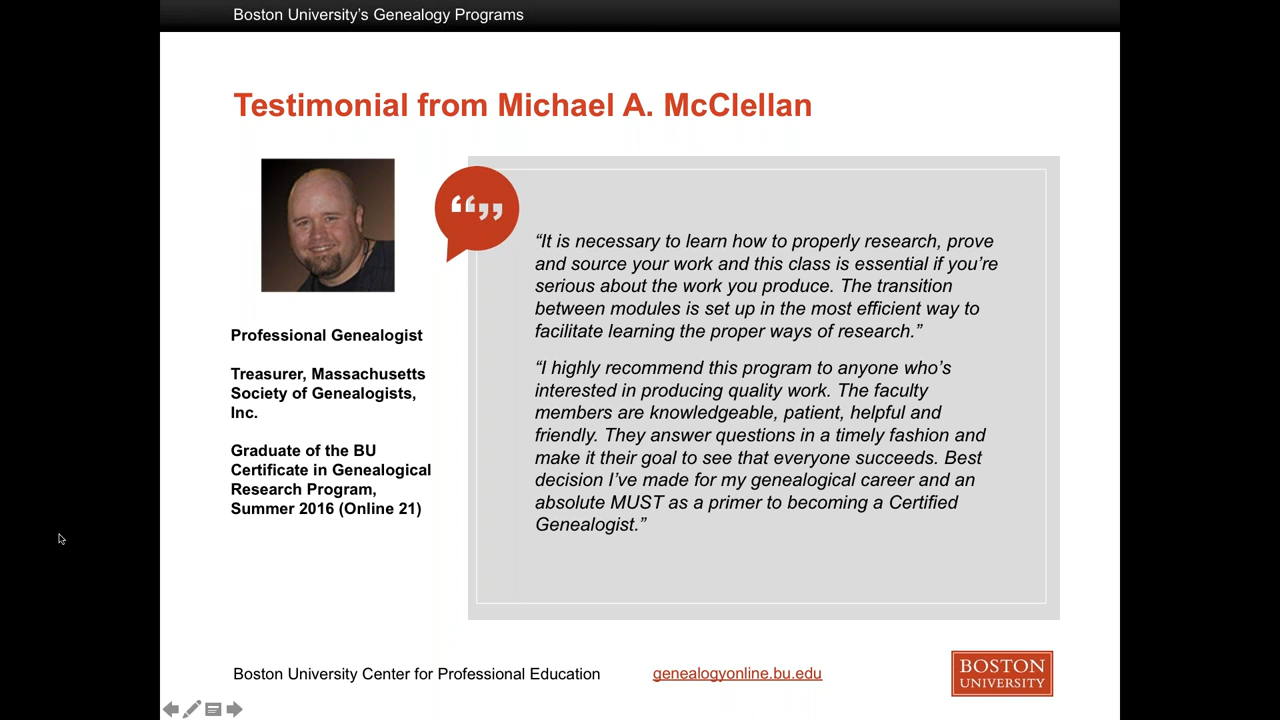 Boston University’s Genealogy Programs
Testimonial from Michael A. McClellan
Professional Genealogist
Treasurer, Massachusetts
Society of Genealogists,
Inc.
Graduate of the BU
Certificate in Genealogical
Research Program,
Summer 2016 (Online 21)
“It is necessary to learn how to properly research, prove
and source your work and this class is essential if you’re
serious about the work you produce. The transition
between modules is set up in the most efficient way to
facilitate learning the proper ways of research.”
“I highly recommend this program to anyone who’s
interested in producing quality work. The faculty
members are knowledgeable, patient, helpful and
friendly. They answer questions in a timely fashion and
make it their goal to see that everyone succeeds. Best
decision I’ve made for my genealogical career and an
absolute MUST as a primer to becoming a Certified
Genealogist.”
Boston University Center for Professional Education
genealogyonline.bu.edu
BOSTON
UNIVERSITY